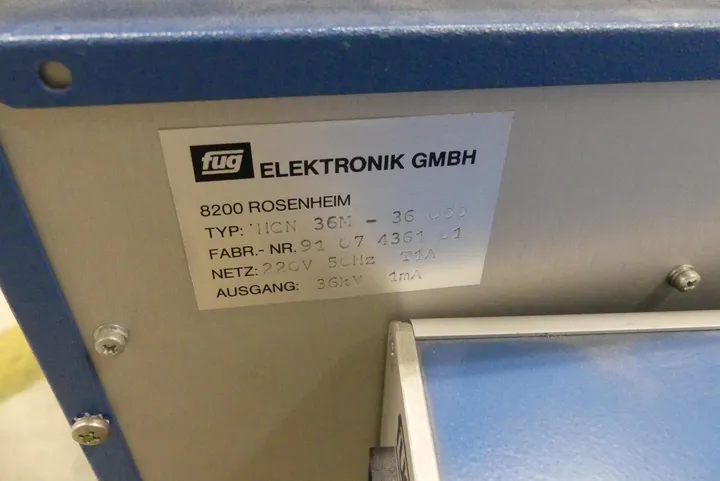 fug ELEKTRONIK GMBH
8200 ROSENHEIM
TYP: HCN 36M - 36 000
FABR.-NR. 91 07 4361 01
NETZ: 220V 50Hz T1A
AUSGANG: 36kV 1mA